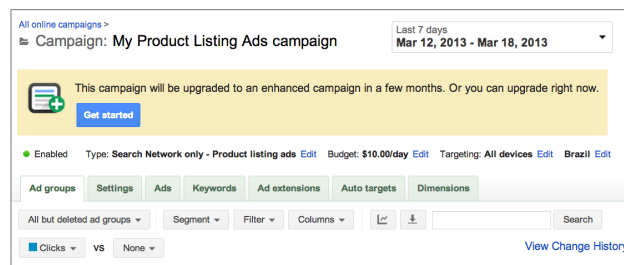 All online campaigns >
Campaign: My Product Listing Ads campaign
Last 7 days
Mar 12, 2013 - Mar 18, 2013
This campaign will be upgraded to an enhanced campaign in a few months. Or you can upgrade right now.
Get started
Enabled Type: Search Network only - Product listing ads Edit Budget: $10.00/day Edit Targeting: All devices Edit Brazil Edit
Ad groups Settings Ads Keywords Ad extensions Auto targets Dimensions
All but deleted ad groups Segment Filter Columns Search
Clicks VS None View Change History